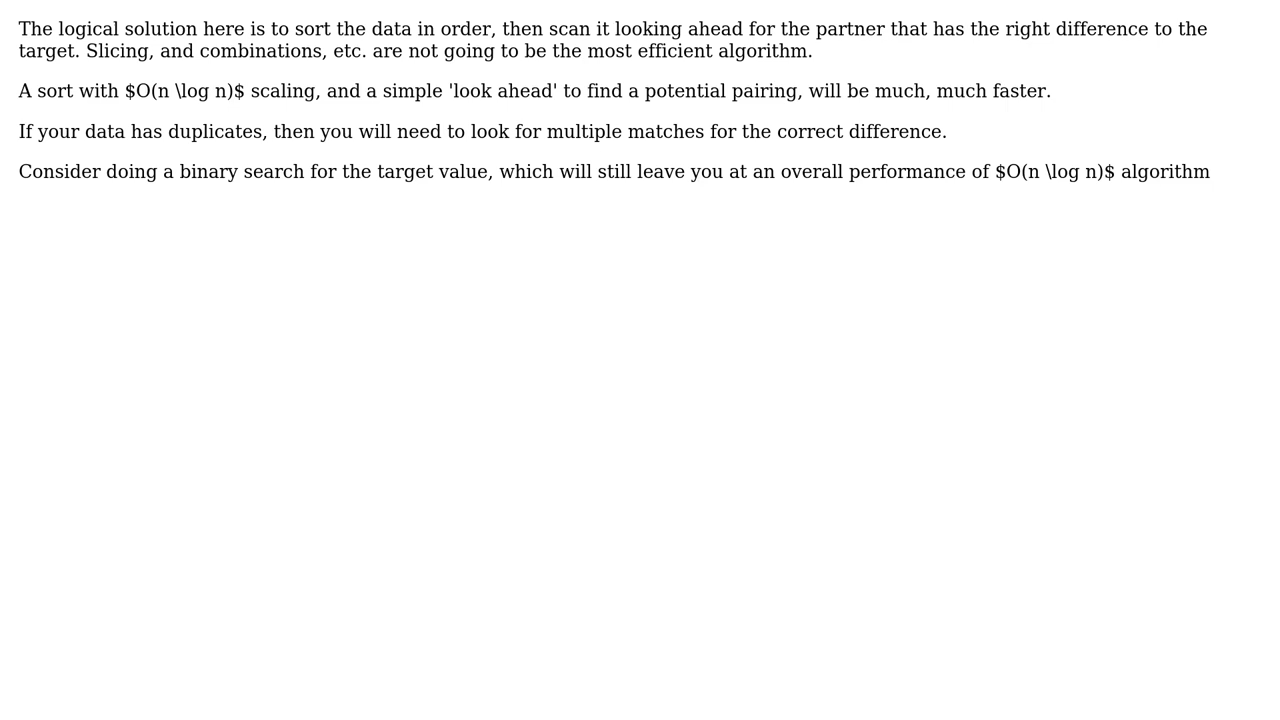 The logical solution here is to sort the data in order, then scan it looking ahead for the partner that has the right difference to the
target. Slicing, and combinations, etc. are not going to be the most efficient algorithm.
A sort with $O(n \log n)$ scaling, and a simple 'look ahead' to find a potential pairing, will be much, much faster.
If your data has duplicates, then you will need to look for multiple matches for the correct difference.
Consider doing a binary search for the target value, which will still leave you at an overall performance of $O(n \log n)$ algorithm